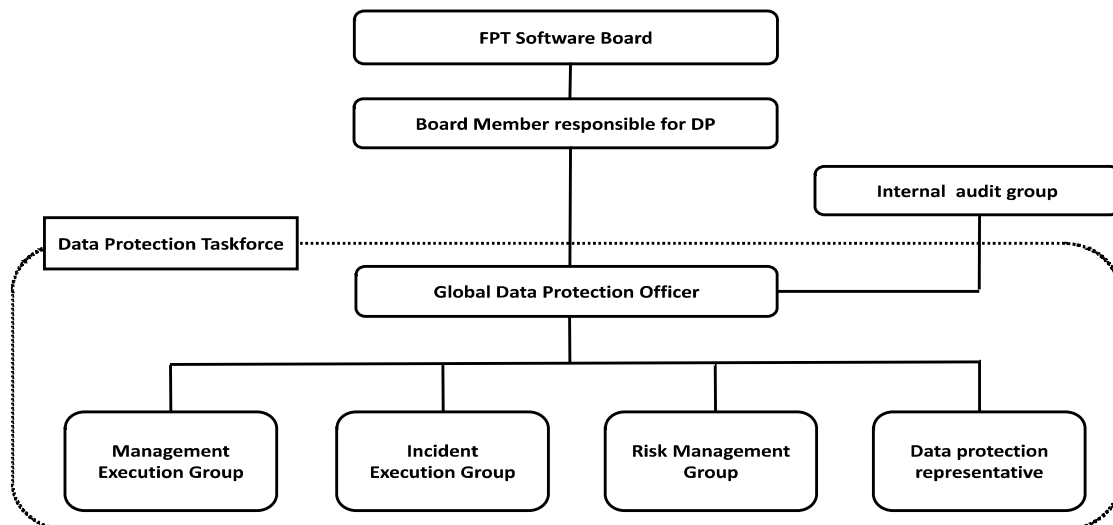 FPT Software Board
Board Member responsible for DP
Internal audit group
Data Protection Taskforce
Global Data Protection Officer
Management
Execution Group
Incident
Execution Group
Risk Management
Group
Data protection
representative